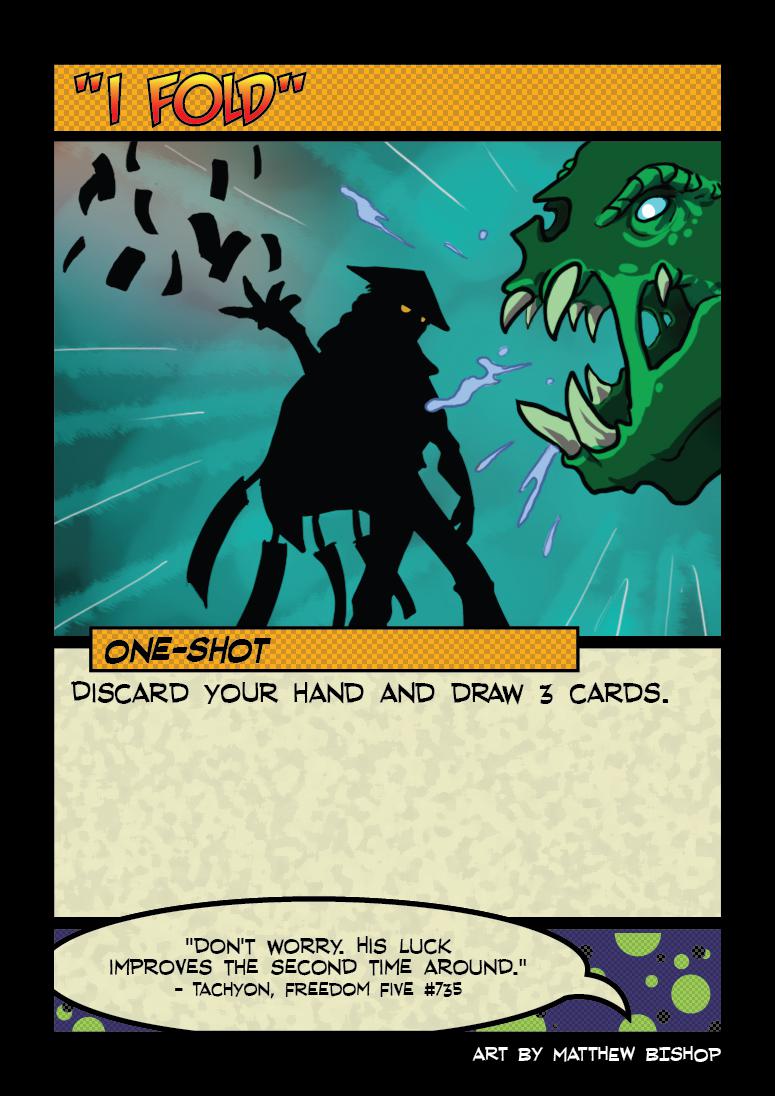 "I FOLD"
ONE-SHOT
DISCARD YOUR HAND AND DRAW 3 CARDS.
"DON'T WORRY. HIS LUCK
IMPROVES THE SECOND TIME AROUND."
- TACHYON, FREEDOM FIVE #735
ART BY MATTHEW BISHOP